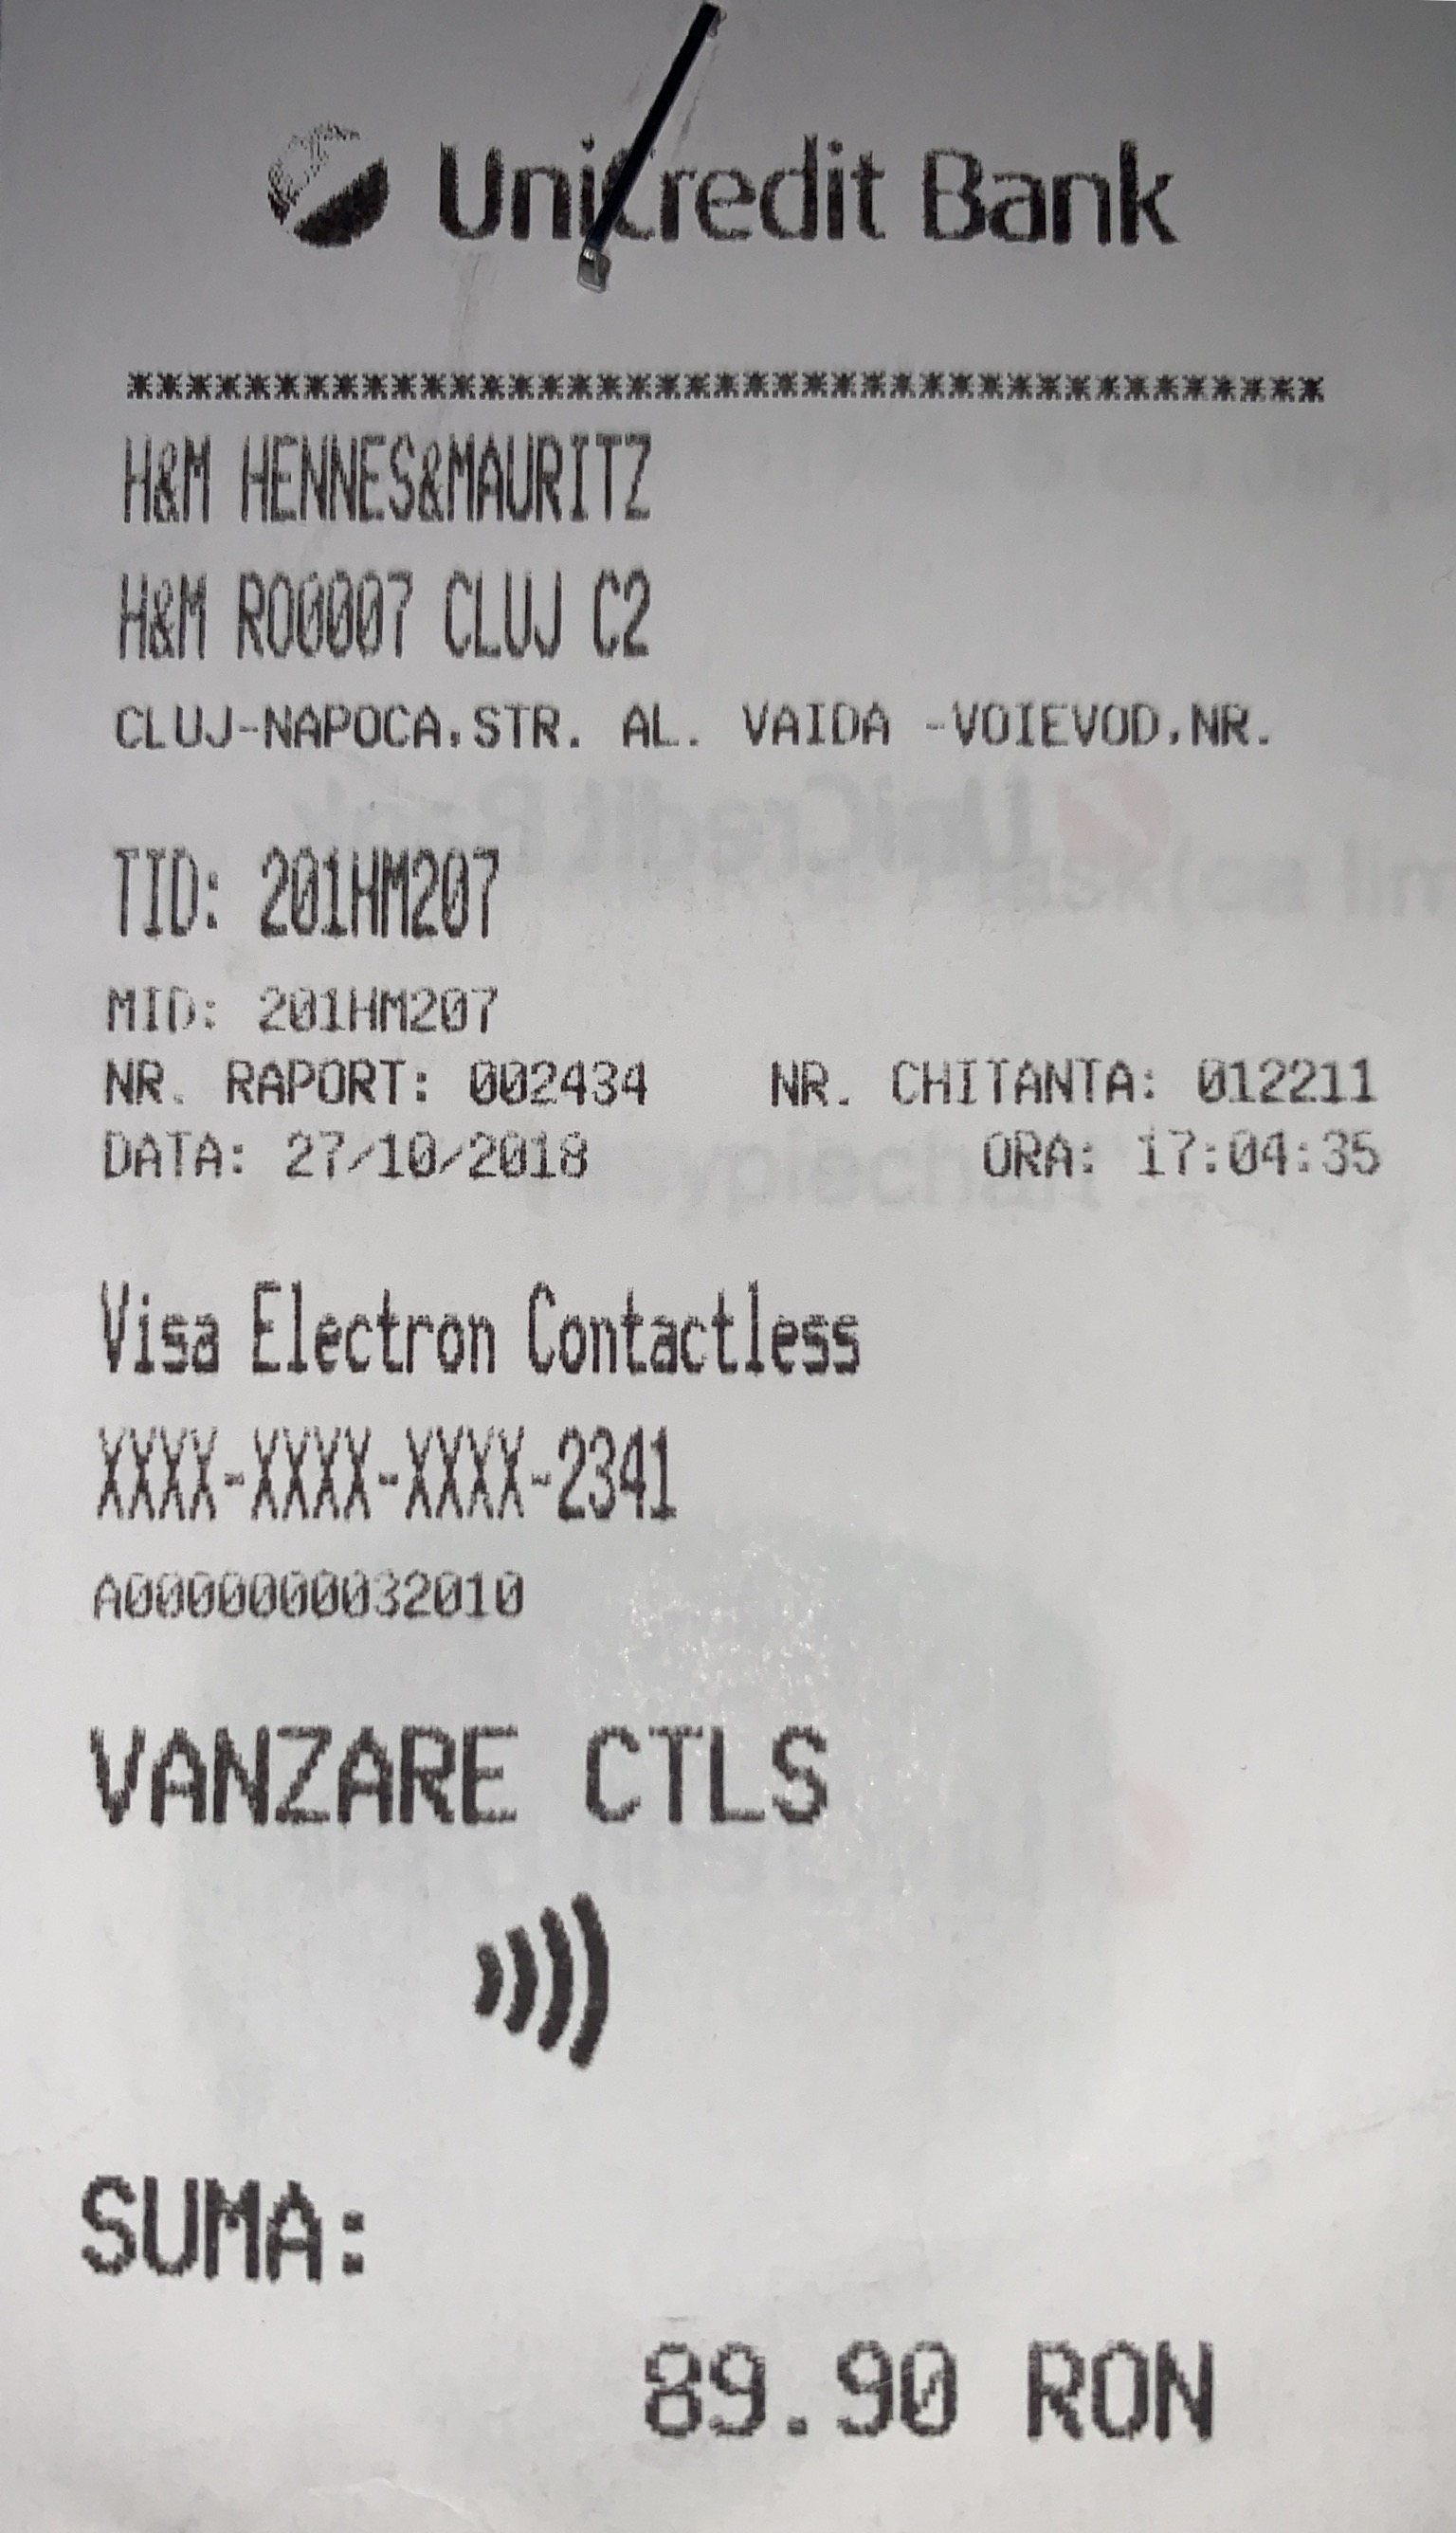 UniCredit Bank
*****************************************
H&M HENNES&MAURITZ
H&M RO0007 CLUJ C2
CLUJ-NAPOCA,STR. AL. VAIDA -VOIEVOD,NR.
TID: 201HM207
MID: 201HM207
NR. RAPORT: 002434 NR. CHITANTA: 012211
DATA: 27/10/2018 ORA: 17:04:35
Visa Electron Contactless
XXXX-XXXX-XXXX-2341
A0000000032010
VANZARE CTLS
SUMA:
89.90 RON